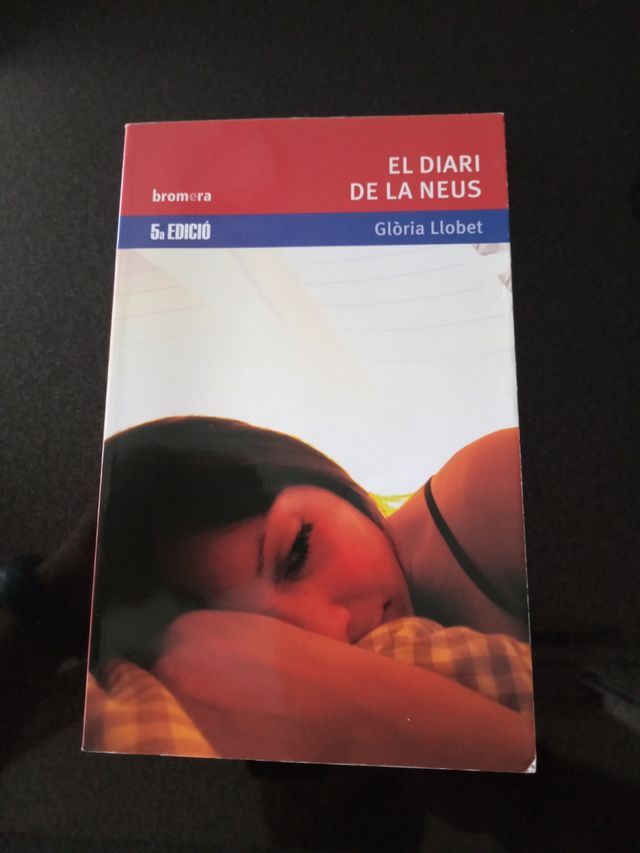 EL DIARI
DE LA NEUS
bromera
5a EDICIÓ
Glòria Llobet